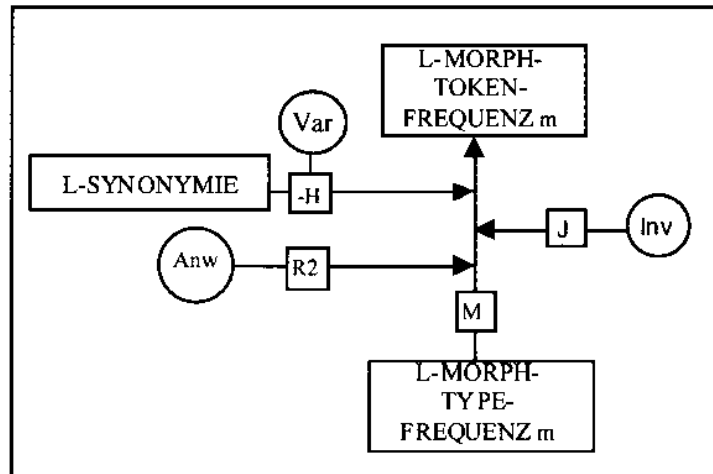 L-MORPH-
TOKEN-
FREQUENZ m
Var
L-SYNONYMIE
-H
J
Inv
Anw
R2
M
L-MORPH-
TYPE-
FREQUENZ m